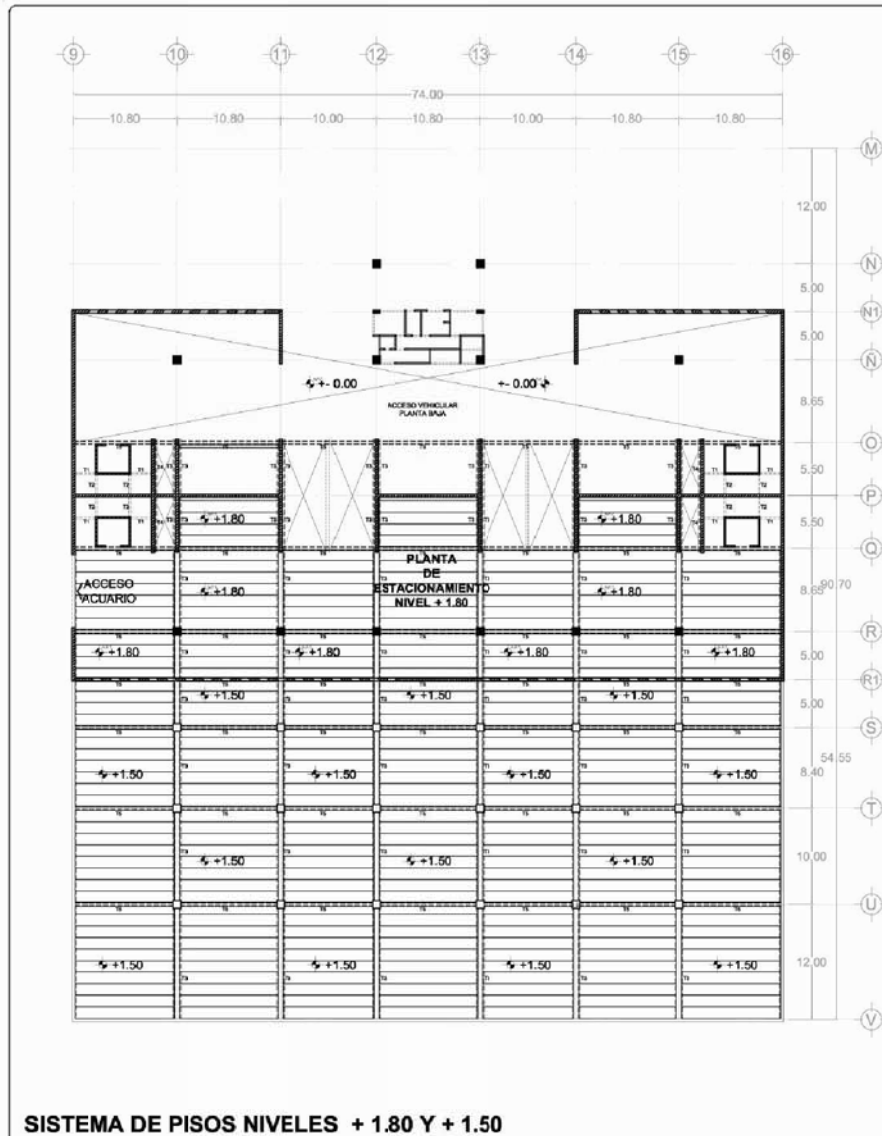 9 10 11 12 13 14 15 16
74.00
10.80 10.80 10.00 10.80 10.00 10.80 10.80
M
12.00
N
5.00
N1
5.00
Ñ
+- 0.00 +- 0.00
8.65
ACCESO VEHICULAR
PLANTA BAJA
O
5.50
P
+1.80 +1.80
5.50
Q
PLANTA
DE
ESTACIONAMIENTO
NIVEL + 1.80
ACCESO
ACUARIO
+1.80 +1.80
8.65 90.70
R
+1.80 +1.80 +1.80 +1.80
5.00
R1
+1.50 +1.50 +1.50
5.00
S
54.55
+1.50 +1.50 +1.50 +1.50
8.40
T
+1.50 +1.50 +1.50
10.00
U
+1.50 +1.50 +1.50 +1.50
12.00
V
SISTEMA DE PISOS NIVELES + 1.80 Y + 1.50